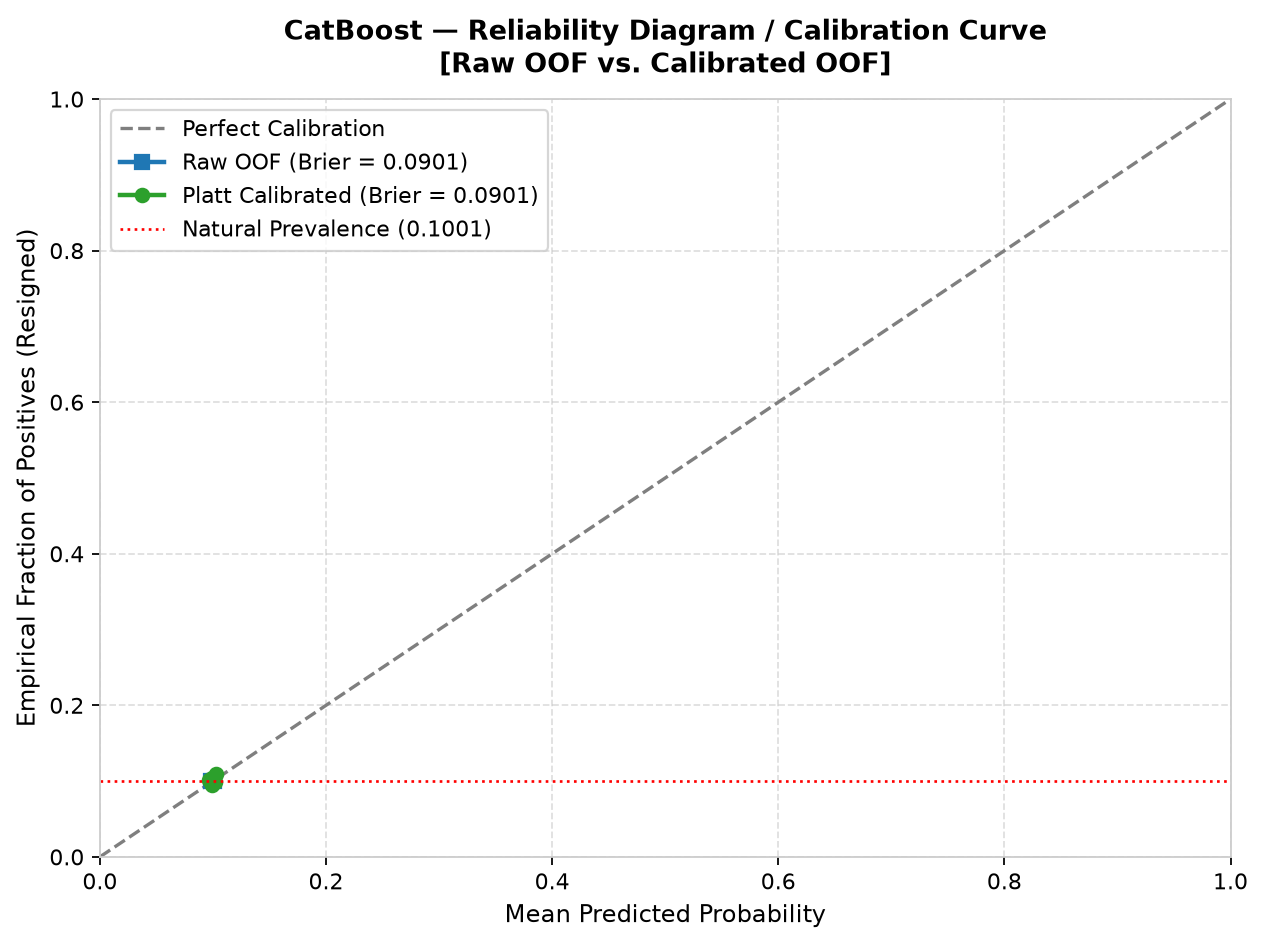 CatBoost — Reliability Diagram / Calibration Curve
[Raw OOF vs. Calibrated OOF]
Perfect Calibration
Raw OOF (Brier = 0.0901)
Platt Calibrated (Brier = 0.0901)
Natural Prevalence (0.1001)
Empirical Fraction of Positives (Resigned)
1.0
0.8
0.6
0.4
0.2
0.0
0.0 0.2 0.4 0.6 0.8 1.0
Mean Predicted Probability